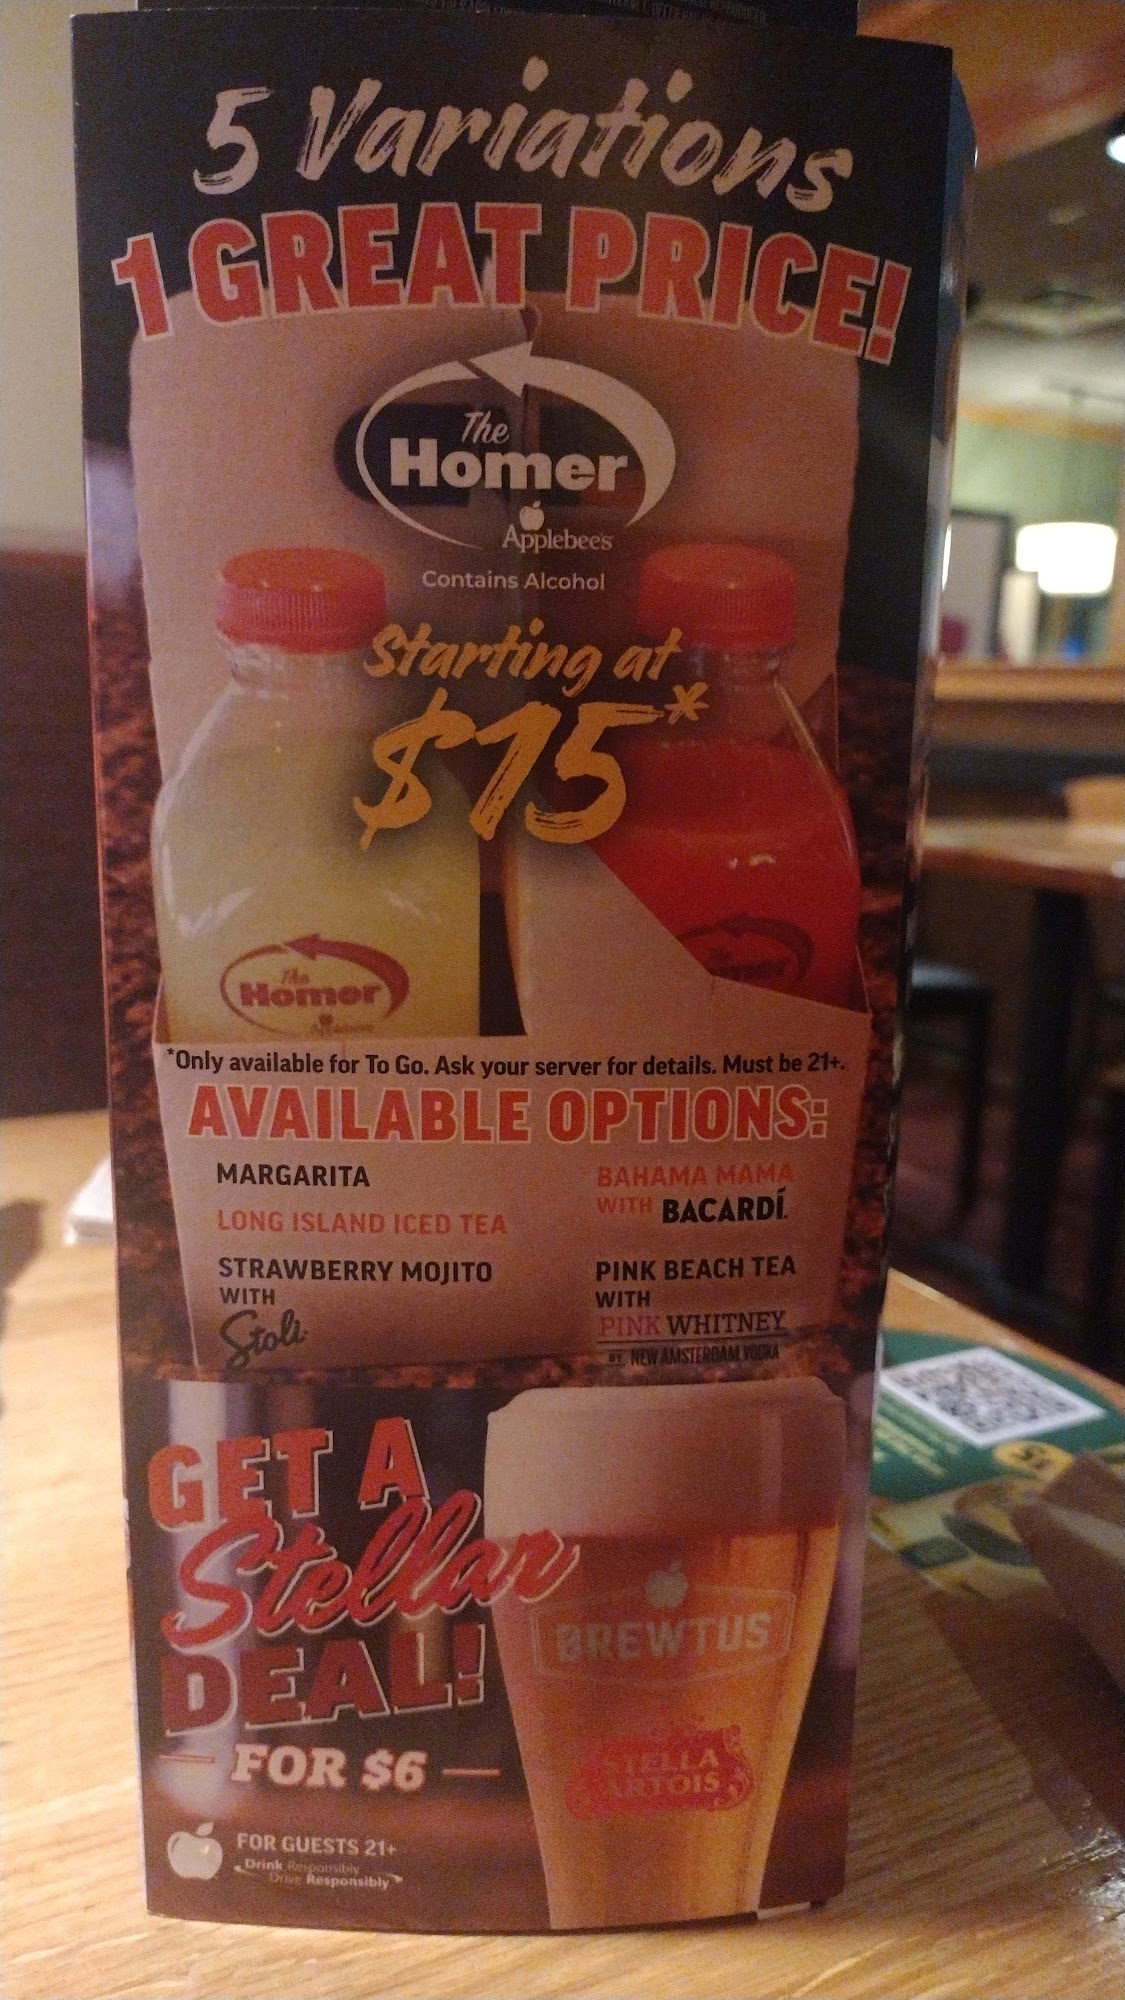 5 Variations
1 GREAT PRICE!
The
Homer
Applebee's
Contains Alcohol
Starting at
$15*
The
Homer
Applebee's
*Only available for To Go. Ask your server for details. Must be 21+.
AVAILABLE OPTIONS:
MARGARITA
LONG ISLAND ICED TEA
STRAWBERRY MOJITO
WITH
Stoli
BAHAMA MAMA
WITH BACARDÍ
PINK BEACH TEA
WITH
PINK WHITNEY
BY NEW AMSTERDAM VODKA
GET A
Stellar
DEAL!
FOR $6
BREWTUS
STELLA
ARTOIS
FOR GUESTS 21+
Drink Responsibly
Drive Responsibly
$1